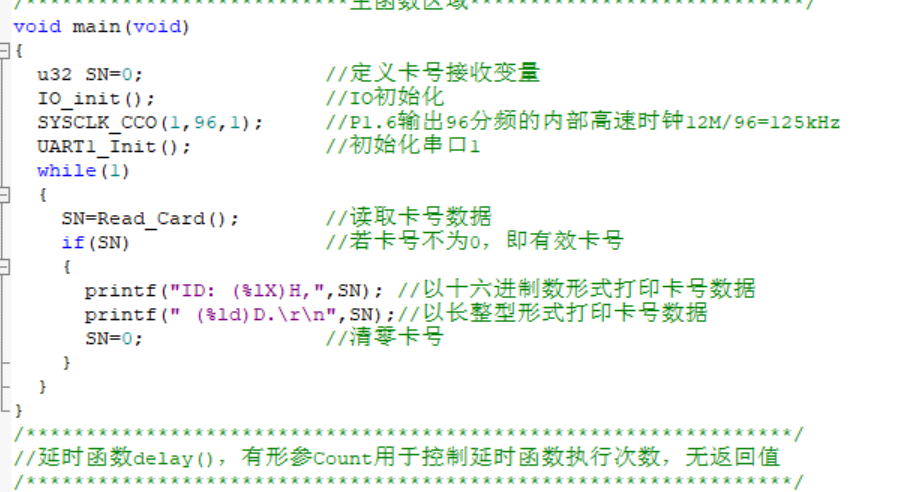 /***************************主函数区域****************************/
void main(void)
{
  u32 SN=0;               //定义卡号接收变量
  IO_init();              //IO初始化
  SYSCLK_CCO(1,96,1);     //P1.6输出96分频的内部高速时钟12M/96=125kHz
  UART1_Init();           //初始化串口1
  while(1)
  {
    SN=Read_Card();       //读取卡号数据
    if(SN)                //若卡号不为0，即有效卡号
    {
      printf("ID: (%lX)H,",SN); //以十六进制数形式打印卡号数据
      printf(" (%ld)D.\r\n",SN);//以长整型形式打印卡号数据
      SN=0;               //清零卡号
    }
  }
}
/****************************************************************/
//延时函数delay()，有形参Count用于控制延时函数执行次数，无返回值
/****************************************************************/